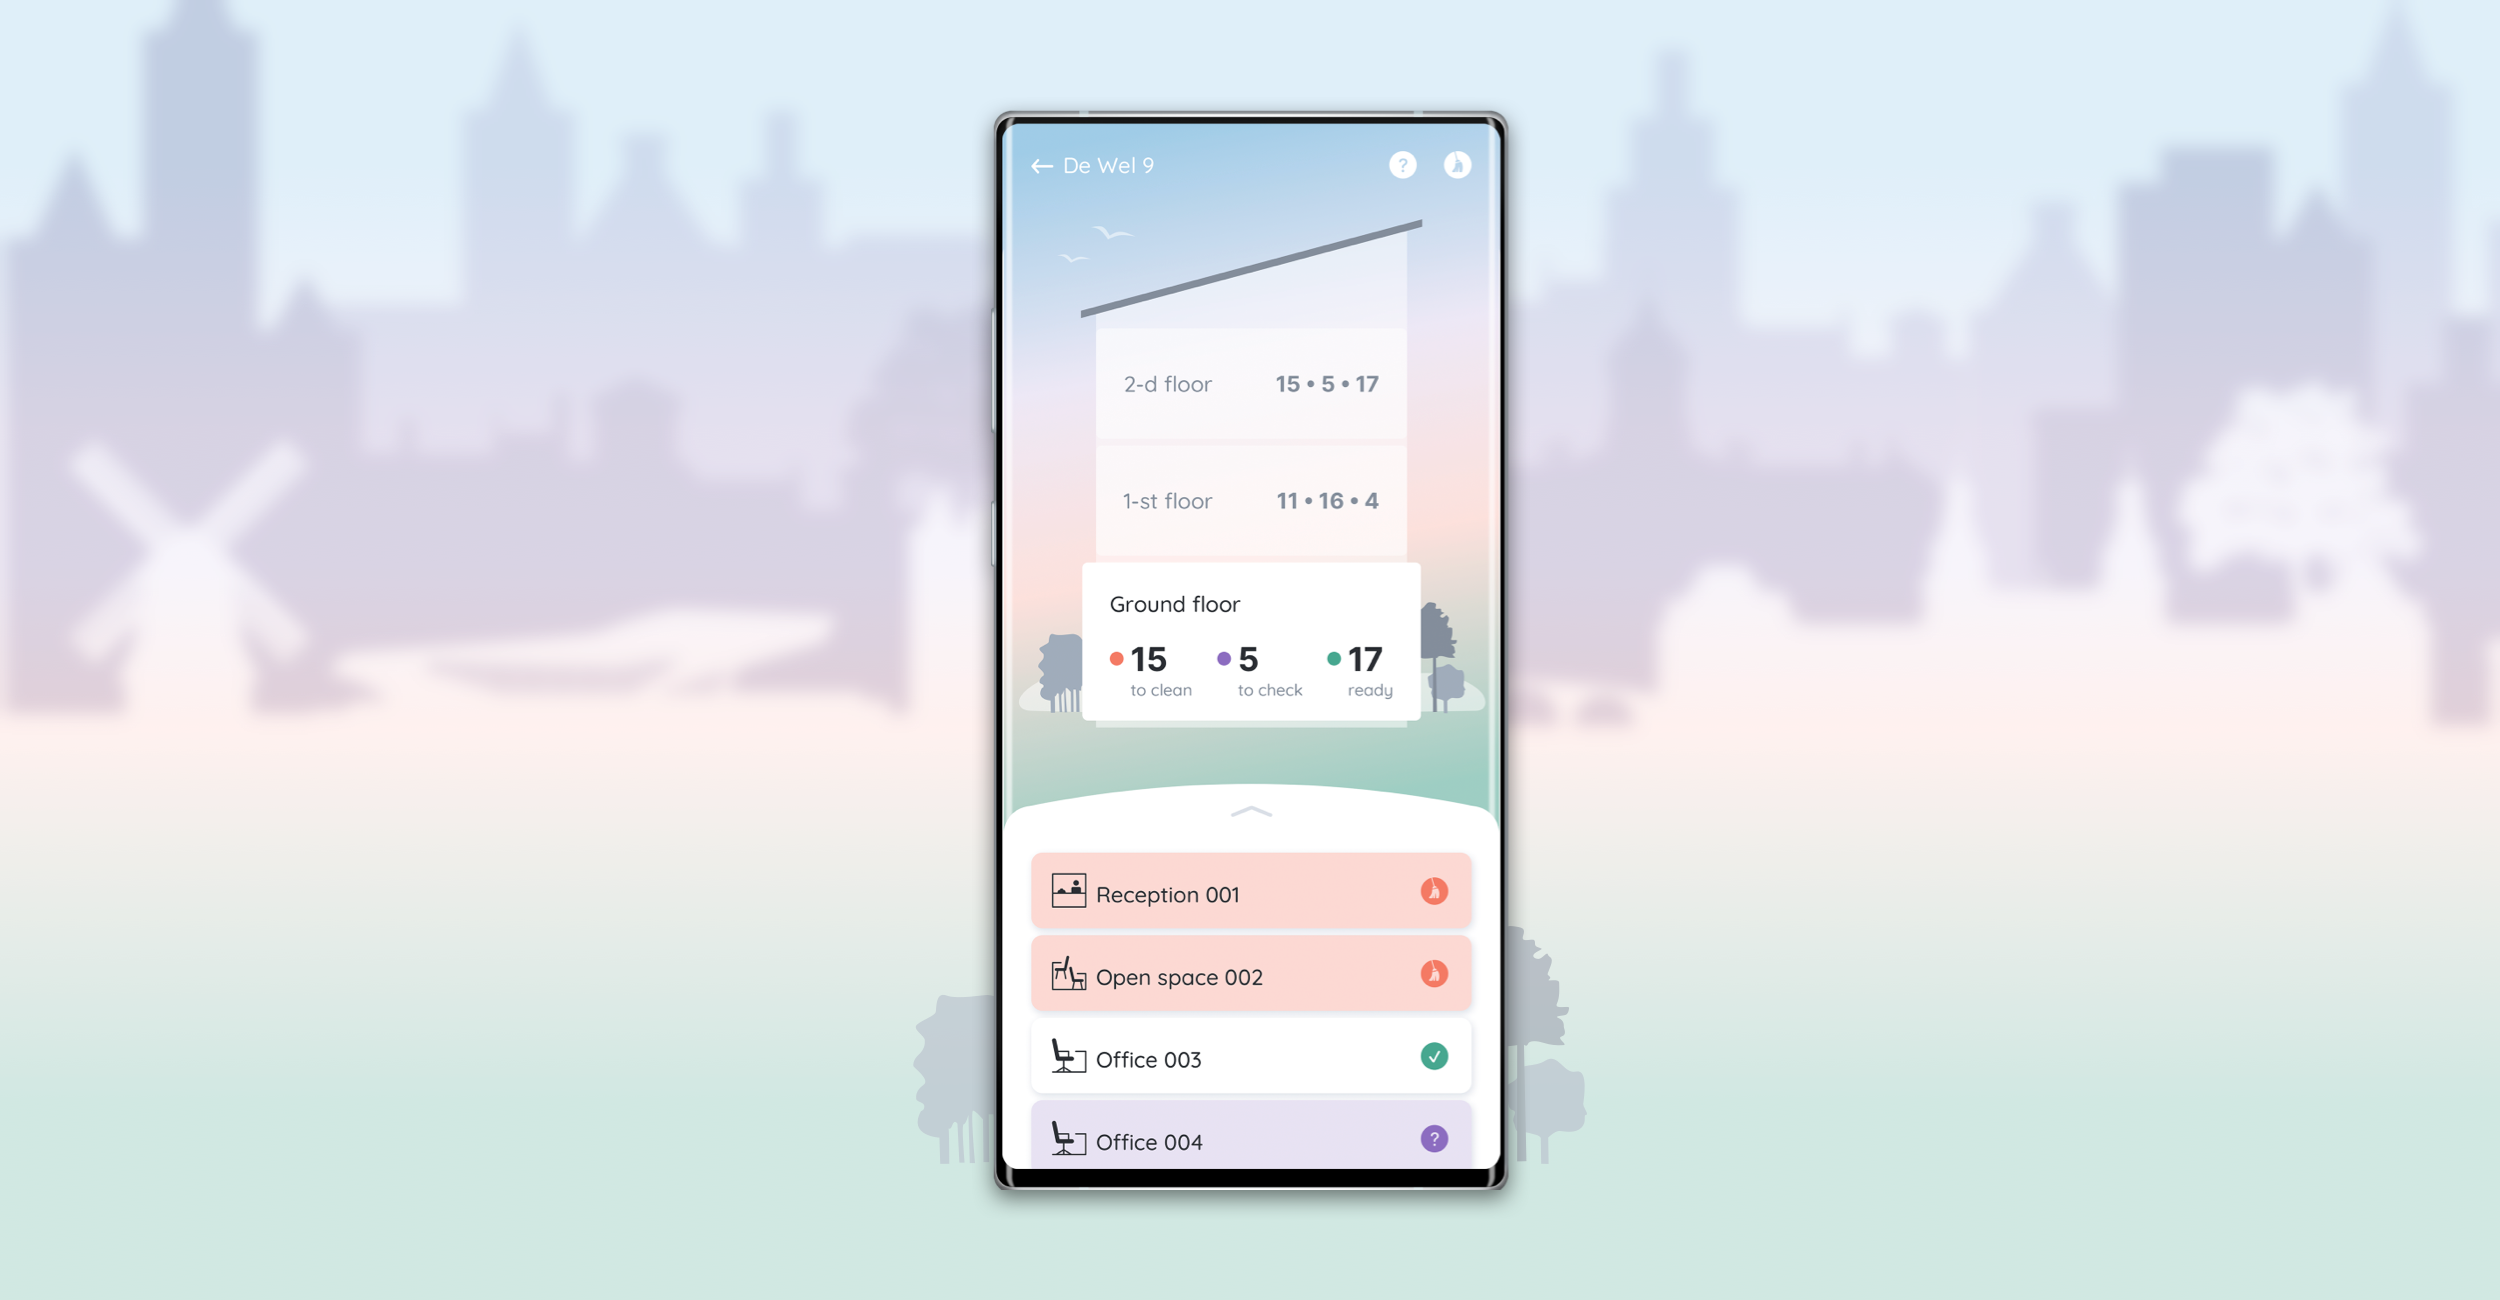 De Wel 9
?
2-d floor 15 • 5 • 17
1-st floor 11 • 16 • 4
Ground floor
15 5 17
to clean to check ready
Reception 001
Open space 002
Office 003
Office 004 ?